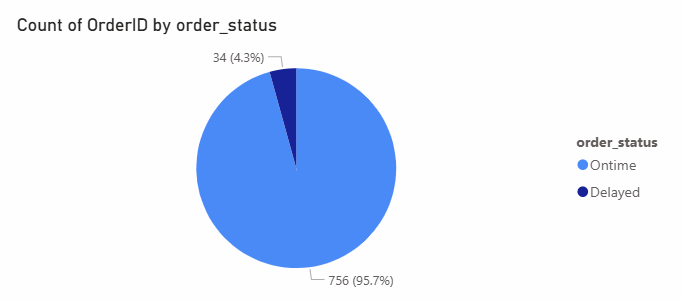 Count of OrderID by order_status
34 (4.3%)
order_status
Ontime
Delayed
756 (95.7%)